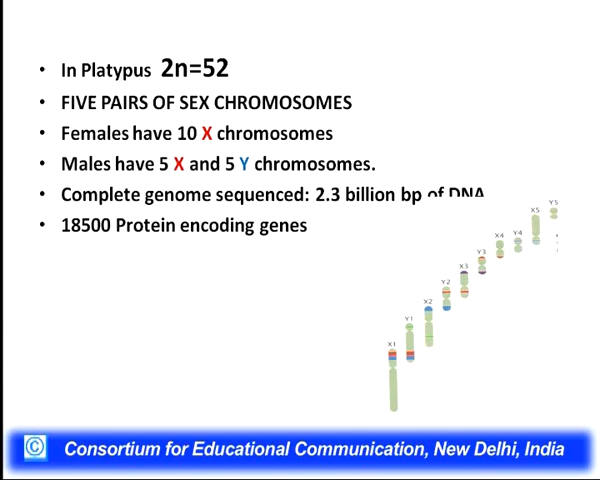 • In Platypus 2n=52
• FIVE PAIRS OF SEX CHROMOSOMES
• Females have 10 X chromosomes
• Males have 5 X and 5 Y chromosomes.
• Complete genome sequenced: 2.3 billion bp of DNA
• 18500 Protein encoding genes
X1
Y1
X2
Y2
X3
Y3
X4
Y4
X5
Y5
© Consortium for Educational Communication, New Delhi, India